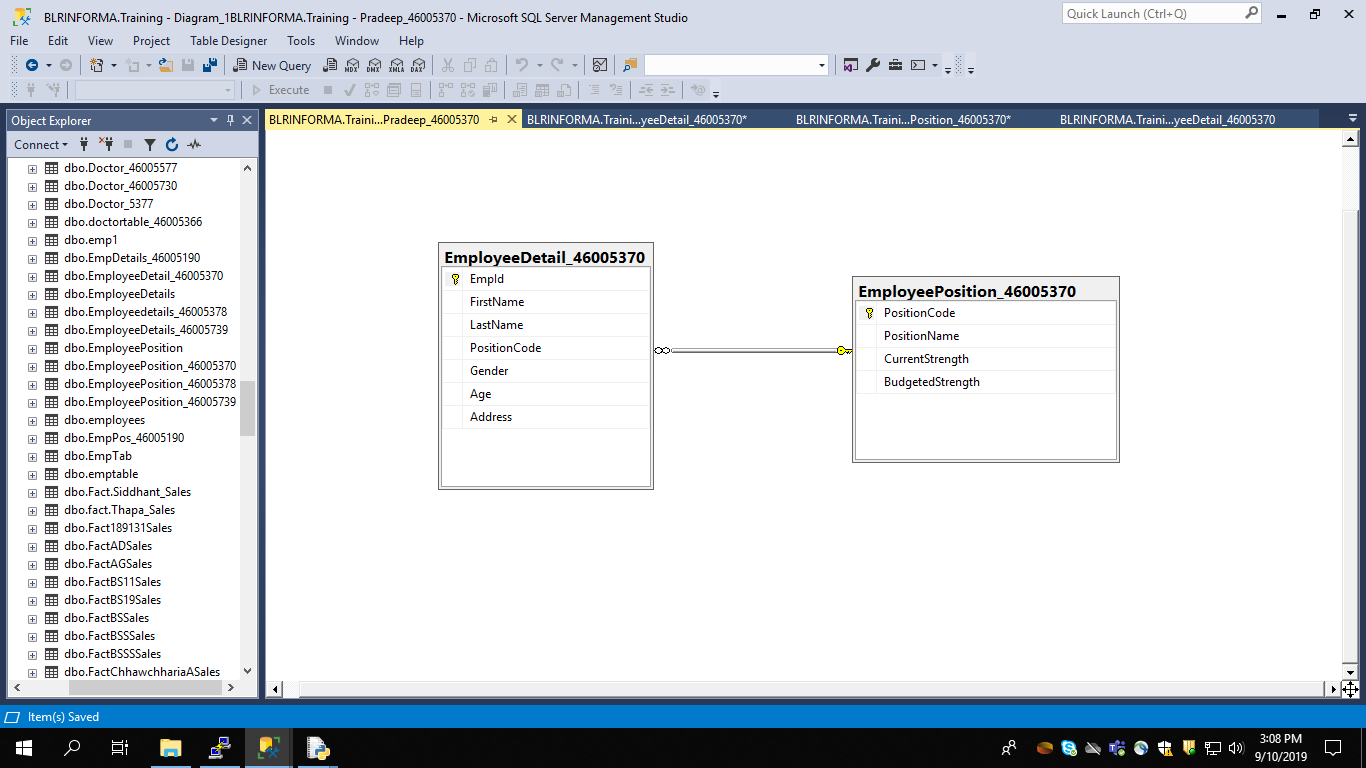 BLRINFORMA.Training - Diagram_1BLRINFORMA.Training - Pradeep_46005370 - Microsoft SQL Server Management Studio
Quick Launch (Ctrl+Q)
File Edit View Project Table Designer Tools Window Help
New Query MDX DMX XMLA DAX
Execute
Object Explorer
BLRINFORMA.Traini...Pradeep_46005370
BLRINFORMA.Traini...yeeDetail_46005370*
BLRINFORMA.Traini...Position_46005370*
BLRINFORMA.Traini...yeeDetail_46005370
Connect
dbo.Doctor_46005577
dbo.Doctor_46005730
dbo.Doctor_5377
dbo.doctortable_46005366
dbo.emp1
dbo.EmpDetails_46005190
dbo.EmployeeDetail_46005370
dbo.EmployeeDetails
dbo.Employeedetails_46005378
dbo.EmployeeDetails_46005739
dbo.EmployeePosition
dbo.EmployeePosition_46005370
dbo.EmployeePosition_46005378
dbo.EmployeePosition_46005739
dbo.employees
dbo.EmpPos_46005190
dbo.EmpTab
dbo.emptable
dbo.Fact.Siddhant_Sales
dbo.fact.Thapa_Sales
dbo.Fact189131Sales
dbo.FactADSales
dbo.FactAGSales
dbo.FactBS11Sales
dbo.FactBS19Sales
dbo.FactBSSales
dbo.FactBSSSales
dbo.FactBSSSSales
dbo.FactChhawchhariaASales
EmployeeDetail_46005370
EmpId
FirstName
LastName
PositionCode
Gender
Age
Address
EmployeePosition_46005370
PositionCode
PositionName
CurrentStrength
BudgetedStrength
Item(s) Saved
3:08 PM
9/10/2019